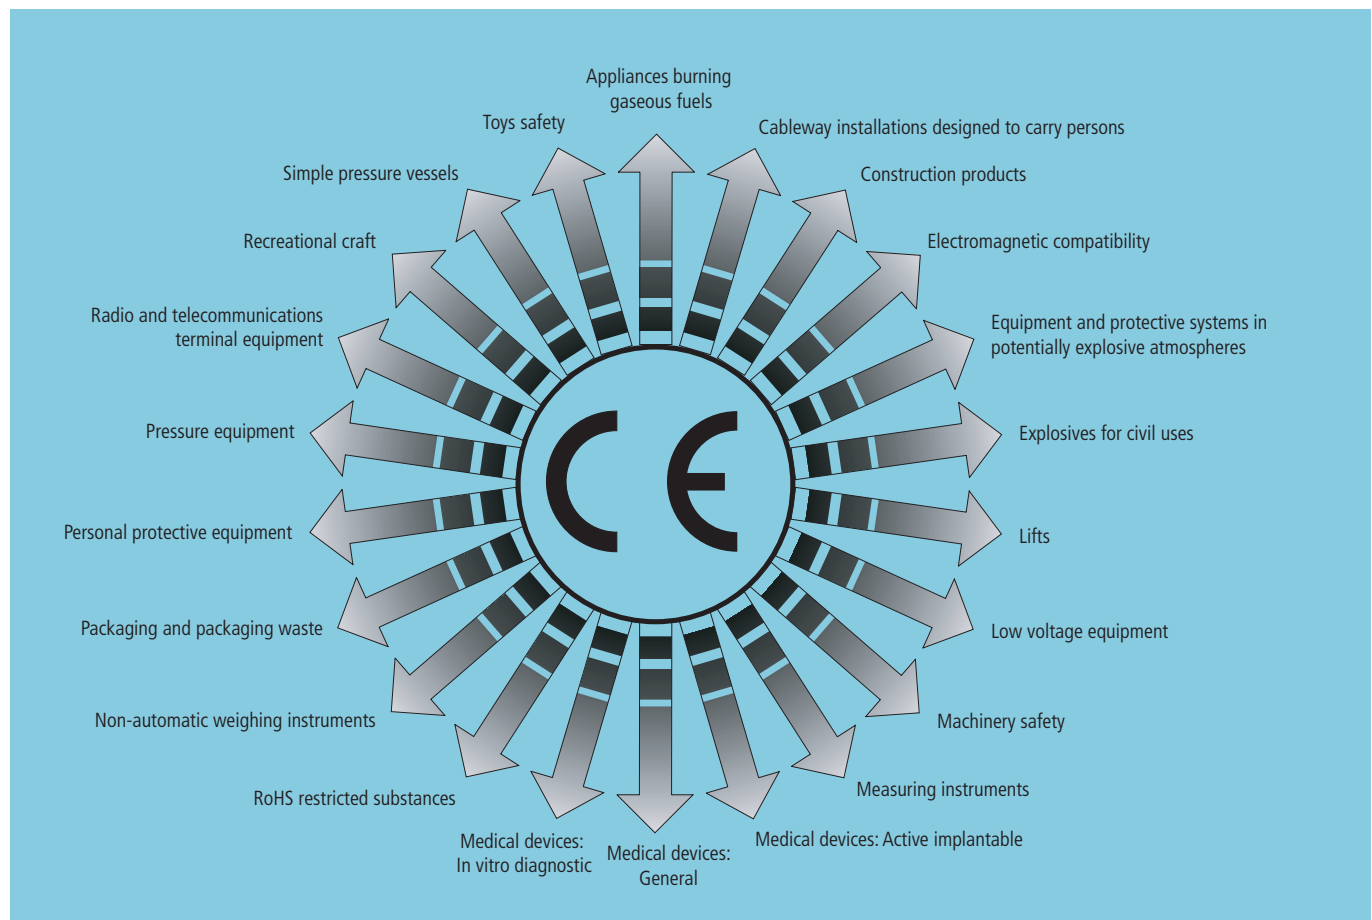 Appliances burning
gaseous fuels
Cableway installations designed to carry persons
Construction products
Electromagnetic compatibility
Equipment and protective systems in
potentially explosive atmospheres
Explosives for civil uses
Lifts
Low voltage equipment
Machinery safety
Measuring instruments
Medical devices: Active implantable
Medical devices:
General
Medical devices:
In vitro diagnostic
RoHS restricted substances
Non-automatic weighing instruments
Packaging and packaging waste
Personal protective equipment
Pressure equipment
Radio and telecommunications
terminal equipment
Recreational craft
Simple pressure vessels
Toys safety
CE